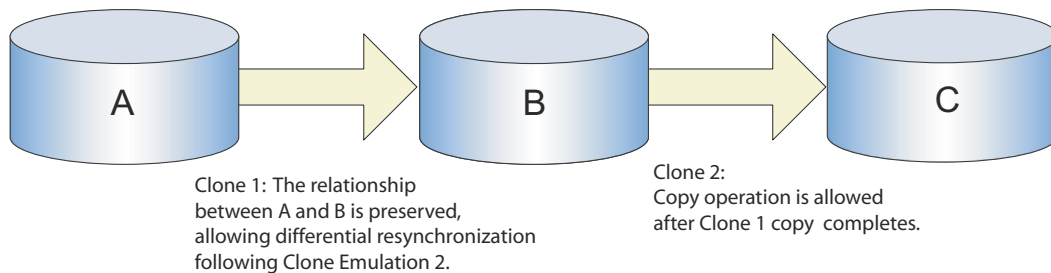 A
B
C
Clone 1: The relationship
between A and B is preserved,
allowing differential resynchronization
following Clone Emulation 2.
Clone 2:
Copy operation is allowed
after Clone 1 copy completes.